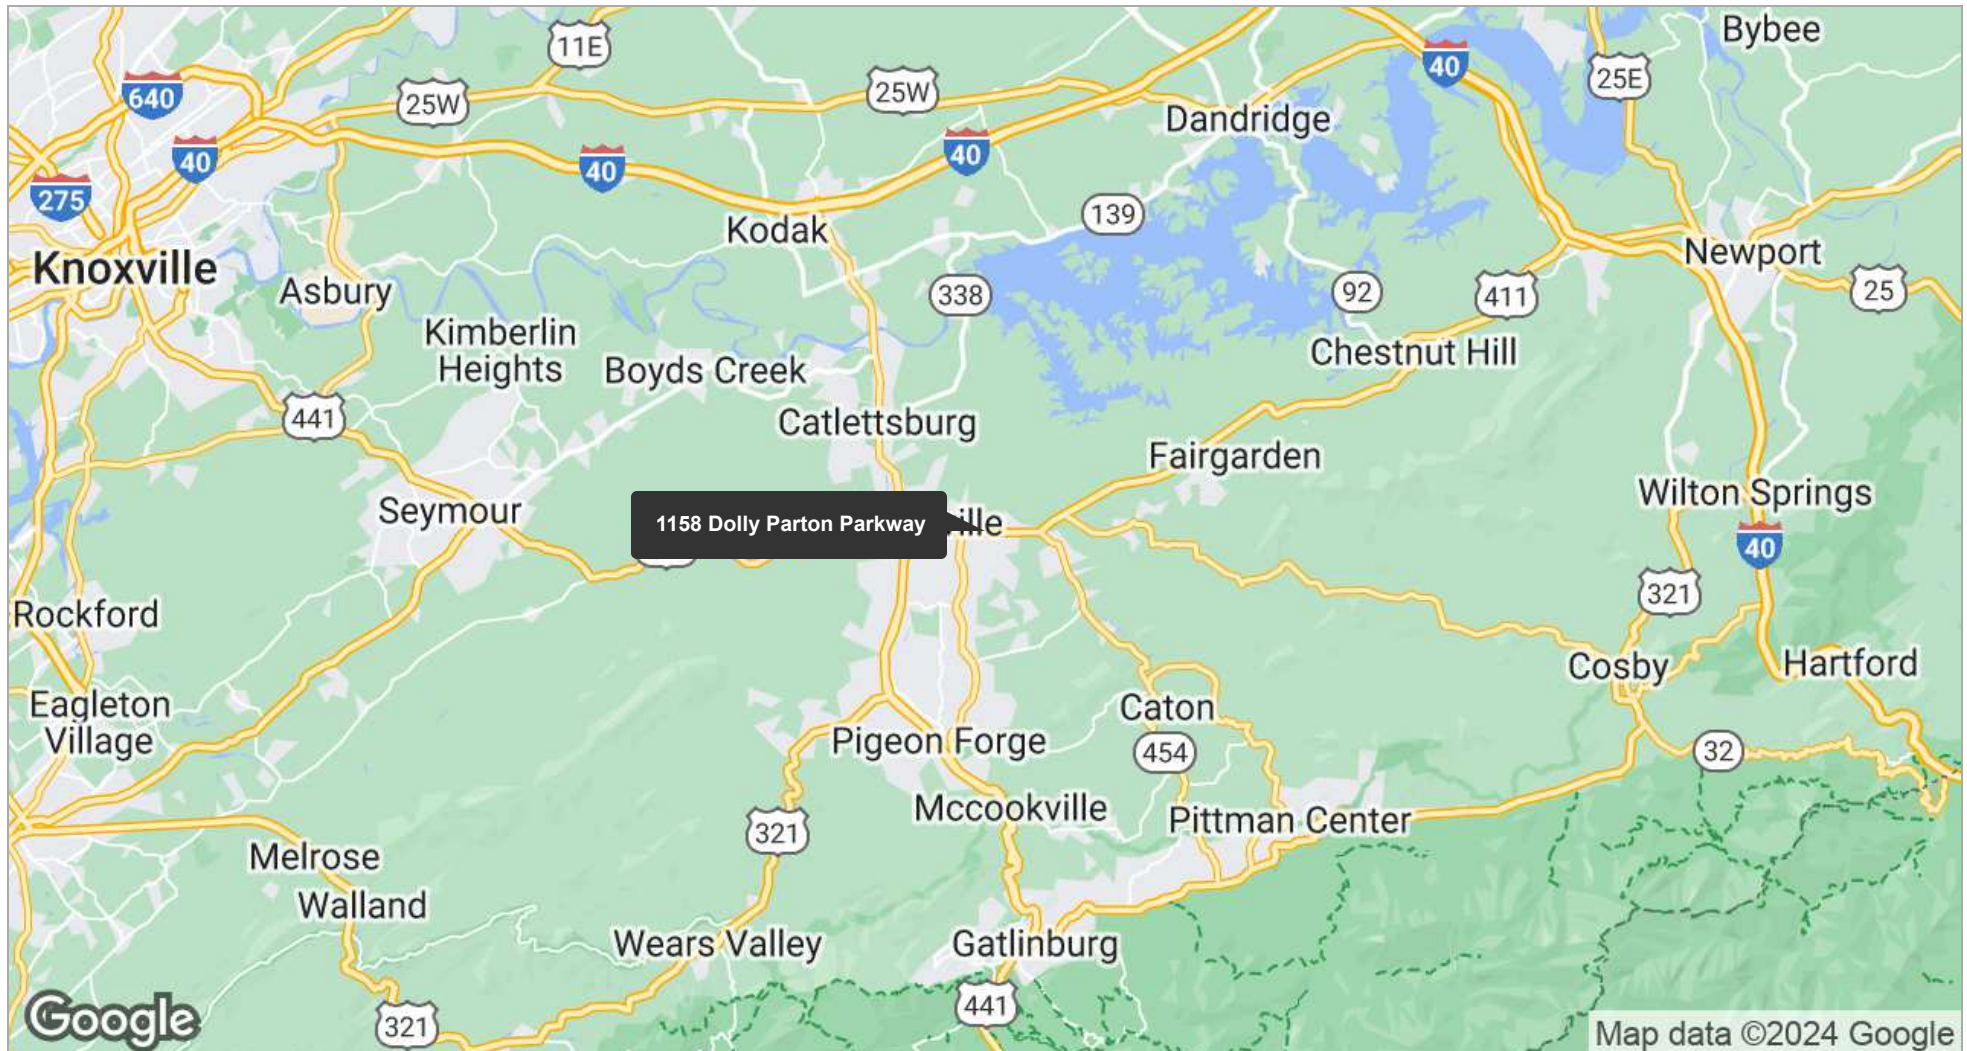 Bybee
11E
40
25E
640
25W
25W
Dandridge
40
40
40
275
139
Kodak
Newport
Knoxville
Asbury
338
92
411
25
Kimberlin
Heights
Boyds Creek
Chestnut Hill
441
Catlettsburg
Fairgarden
Wilton Springs
Seymour
1158 Dolly Parton Parkway
ville
40
321
Rockford
Cosby
Hartford
Eagleton
Village
Caton
Pigeon Forge
454
32
Mccookville
321
Pittman Center
Melrose
Walland
Wears Valley
Gatlinburg
441
Google
321
Map data ©2024 Google